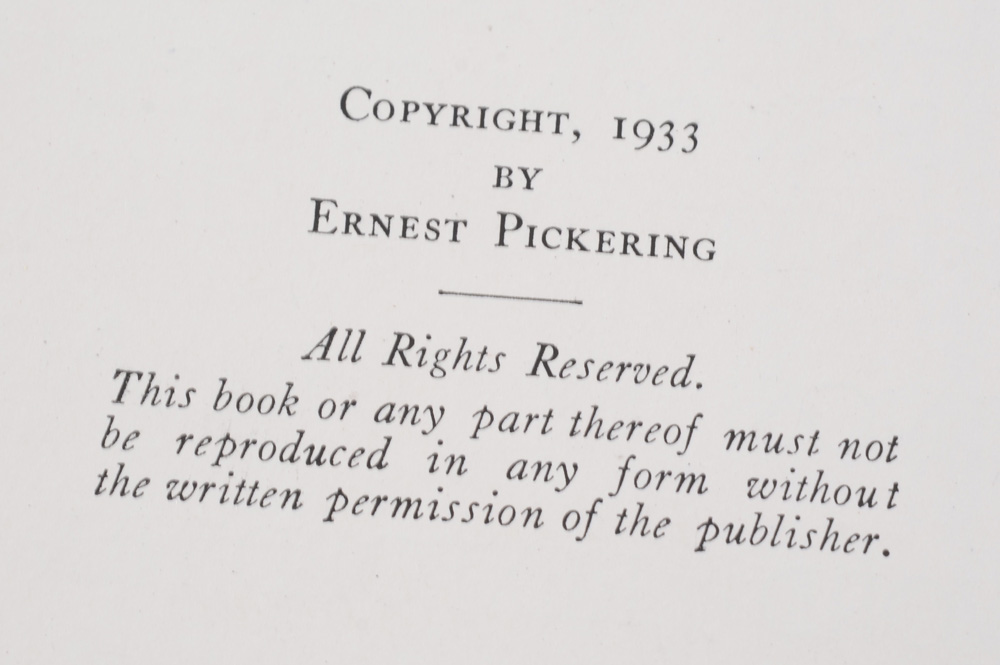 COPYRIGHT, 1933
BY
ERNEST PICKERING
All Rights Reserved.
This book or any part thereof must not
be reproduced in any form without
the written permission of the publisher.